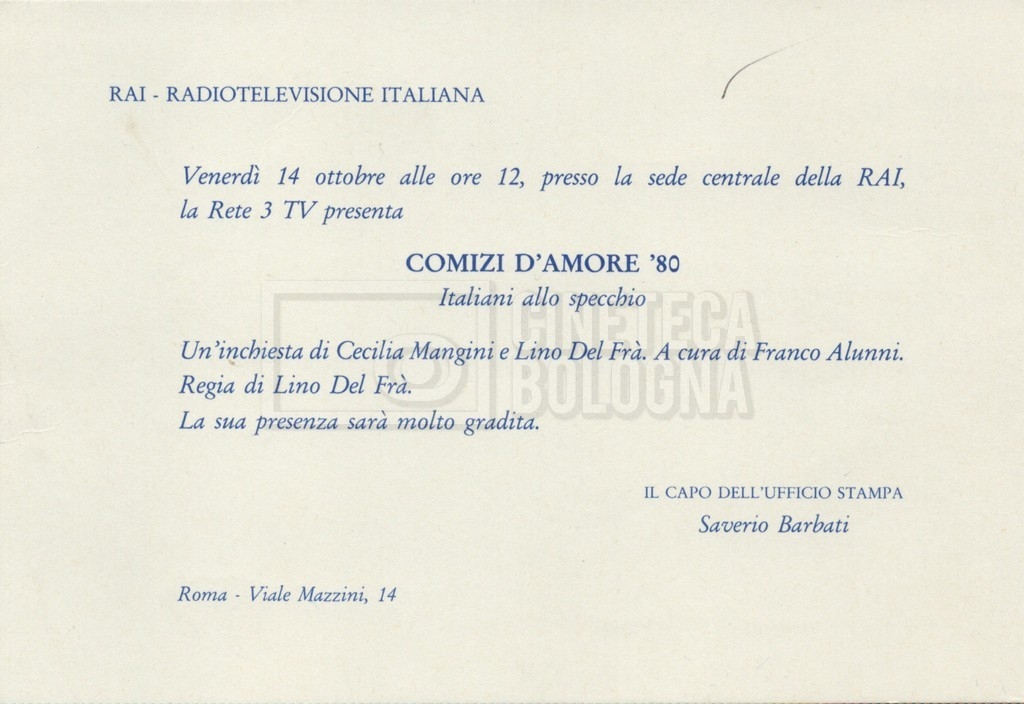 RAI - RADIOTELEVISIONE ITALIANA
Venerdì 14 ottobre alle ore 12, presso la sede centrale della RAI,
la Rete 3 TV presenta
COMIZI D'AMORE '80
Italiani allo specchio
Un'inchiesta di Cecilia Mangini e Lino Del Frà. A cura di Franco Alunni.
Regia di Lino Del Frà.
La sua presenza sarà molto gradita.
IL CAPO DELL'UFFICIO STAMPA
Saverio Barbati
Roma - Viale Mazzini, 14
CINETECA
BOLOGNA